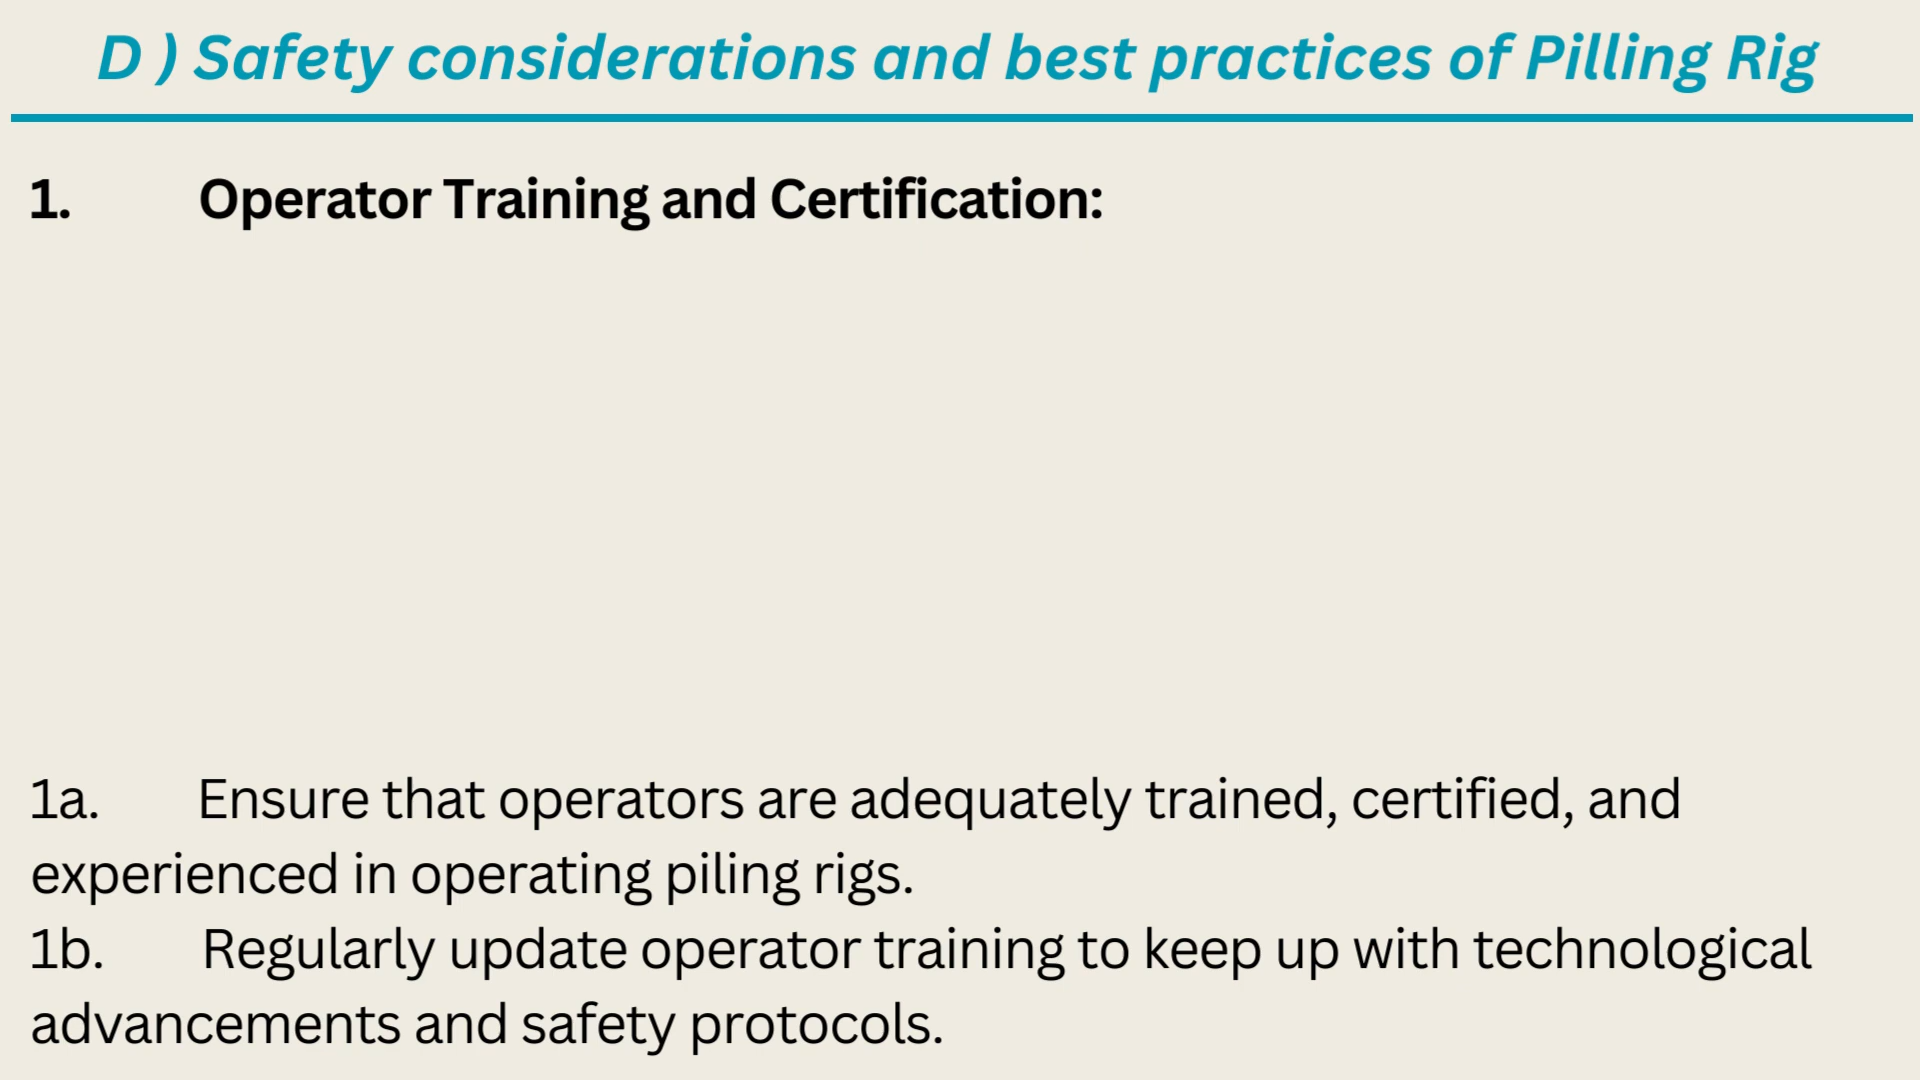 D ) Safety considerations and best practices of Pilling Rig
1. Operator Training and Certification:
1a. Ensure that operators are adequately trained, certified, and
experienced in operating piling rigs.
1b. Regularly update operator training to keep up with technological
advancements and safety protocols.